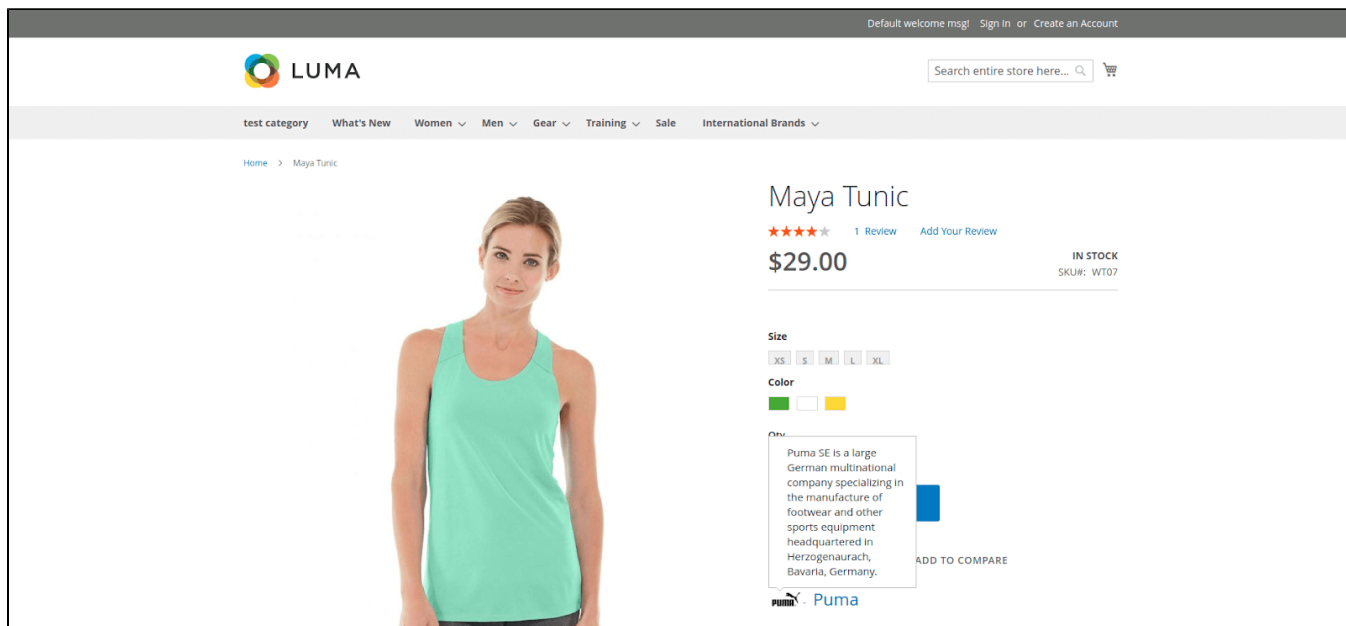 Default welcome msg! Sign In or Create an Account
LUMA
Search entire store here...
test category What's New Women Men Gear Training Sale International Brands
Home > Maya Tunic
Maya Tunic
1 Review Add Your Review
$29.00
IN STOCK
SKU#: WT07
Size
XS S M L XL
Color
Qty
Puma SE is a large
German multinational
company specializing in
the manufacture of
footwear and other
sports equipment
headquartered in
Herzogenaurach,
Bavaria, Germany.
ADD TO COMPARE
PUMA - Puma